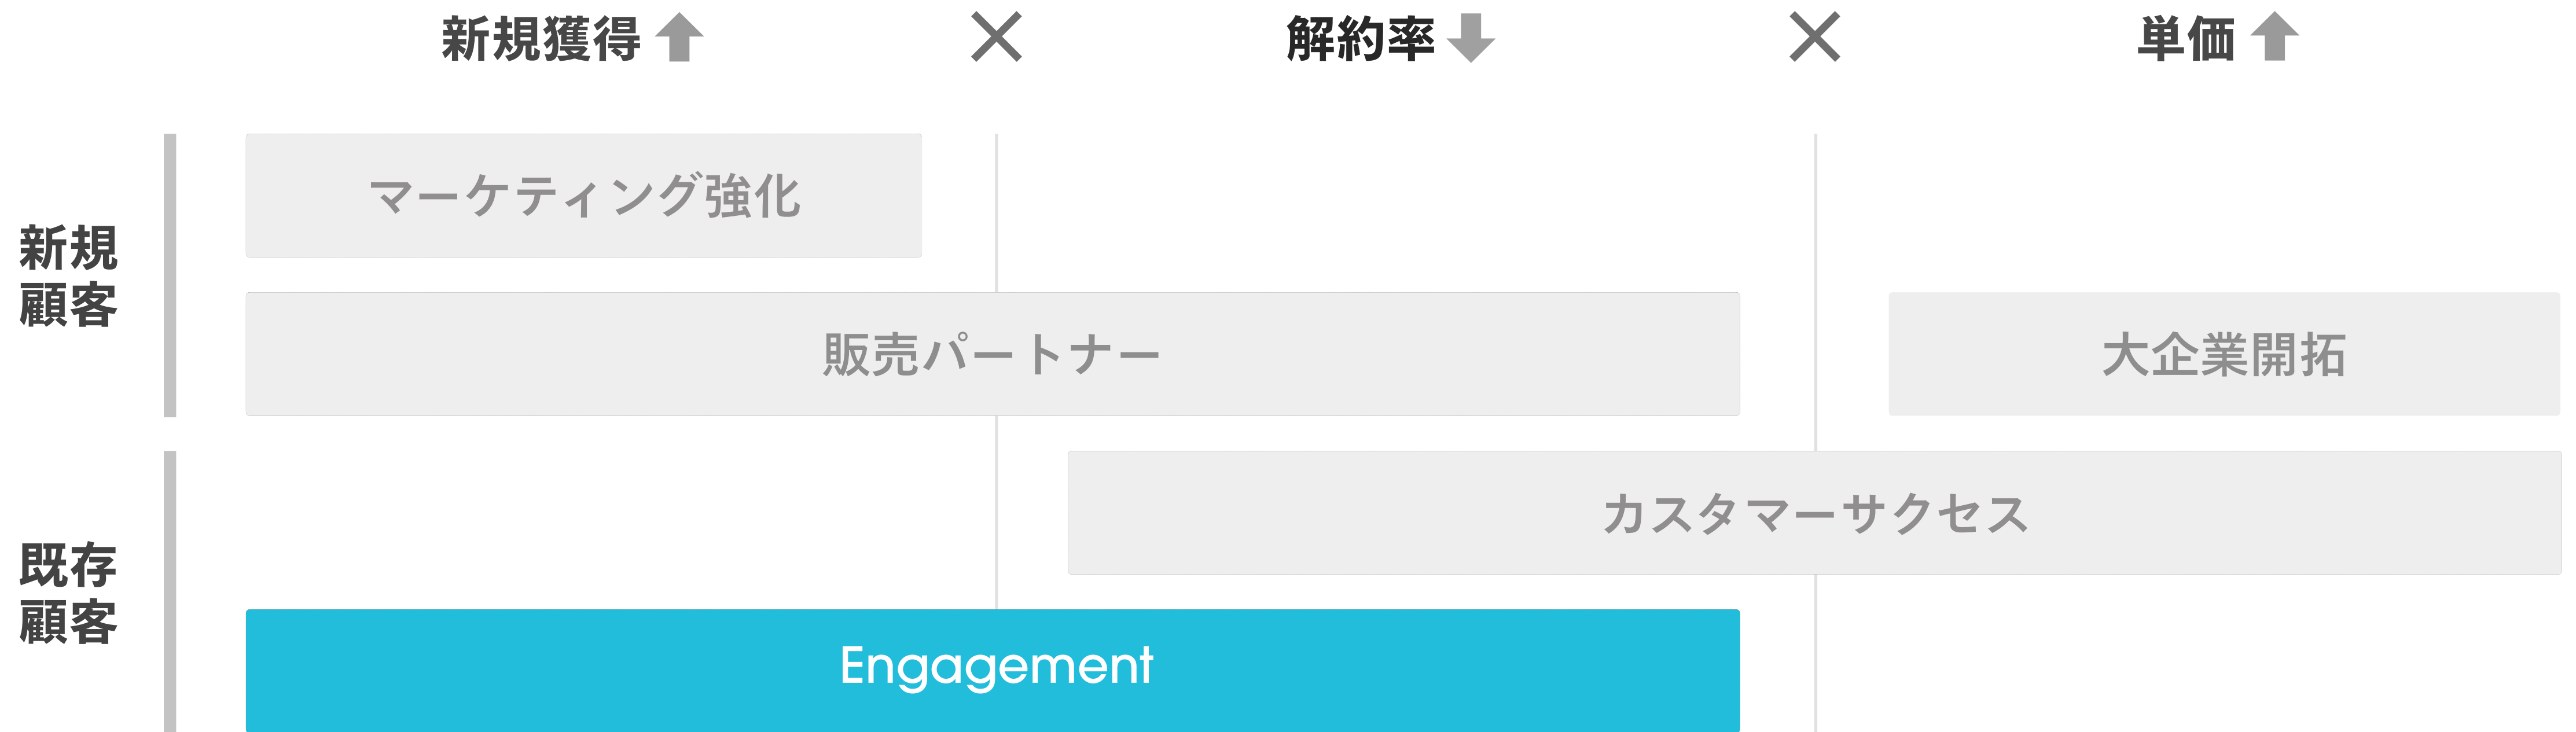 新規獲得
解約率
単価
新規
顧客
マーケティング強化
販売パートナー
大企業開拓
既存
顧客
カスタマーサクセス
Engagement